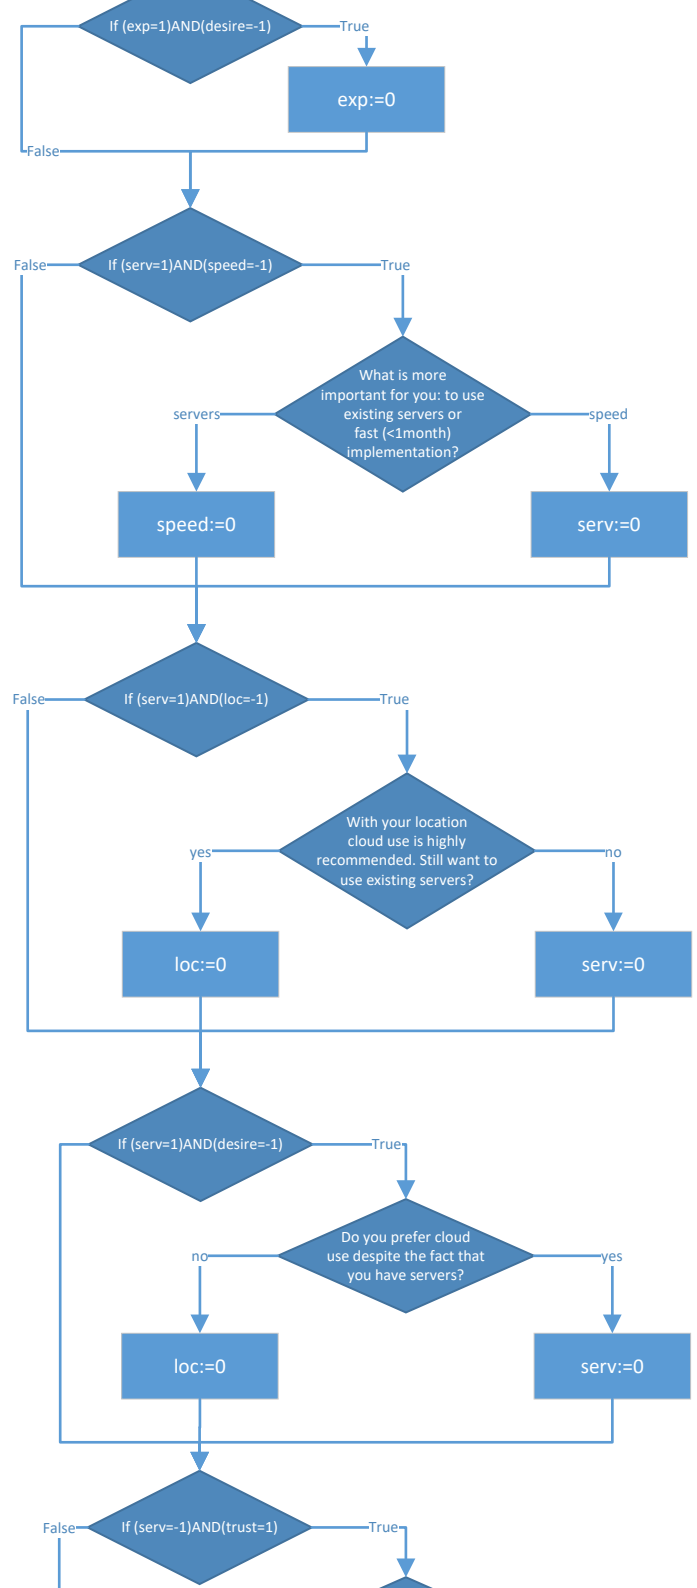 If (exp=1)AND(desire=-1)
True
exp:=0
False
If (serv=1)AND(speed=-1)
False
True
What is more
important for you: to use
existing servers or
fast (<1month)
implementation?
servers
speed
speed:=0
serv:=0
If (serv=1)AND(loc=-1)
False
True
With your location
cloud use is highly
recommended. Still want to
use existing servers?
yes
no
loc:=0
serv:=0
If (serv=1)AND(desire=-1)
True
Do you prefer cloud
use despite the fact that
you have servers?
no
yes
loc:=0
serv:=0
If (serv=-1)AND(trust=1)
False
True